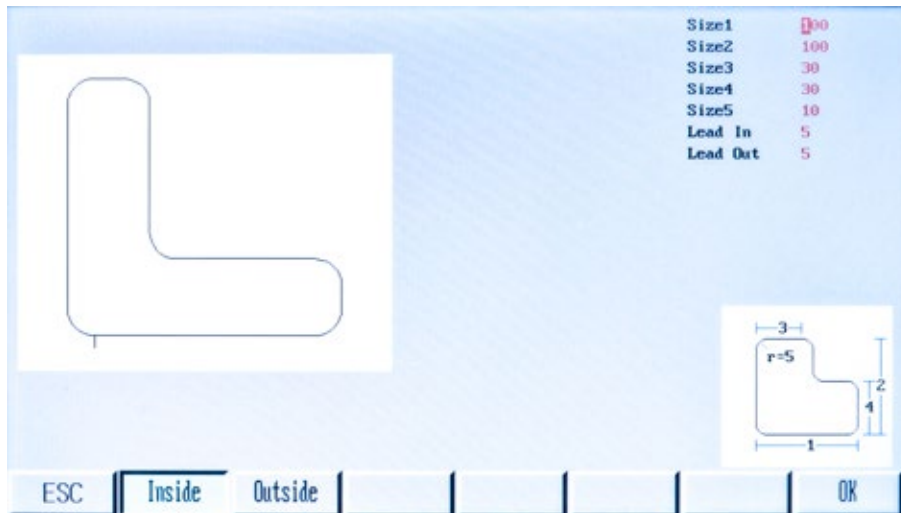 Size1 100
Size2 100
Size3 30
Size4 30
Size5 10
Lead In 5
Lead Out 5
3
r=5
2
4
1
ESC Inside Outside OK